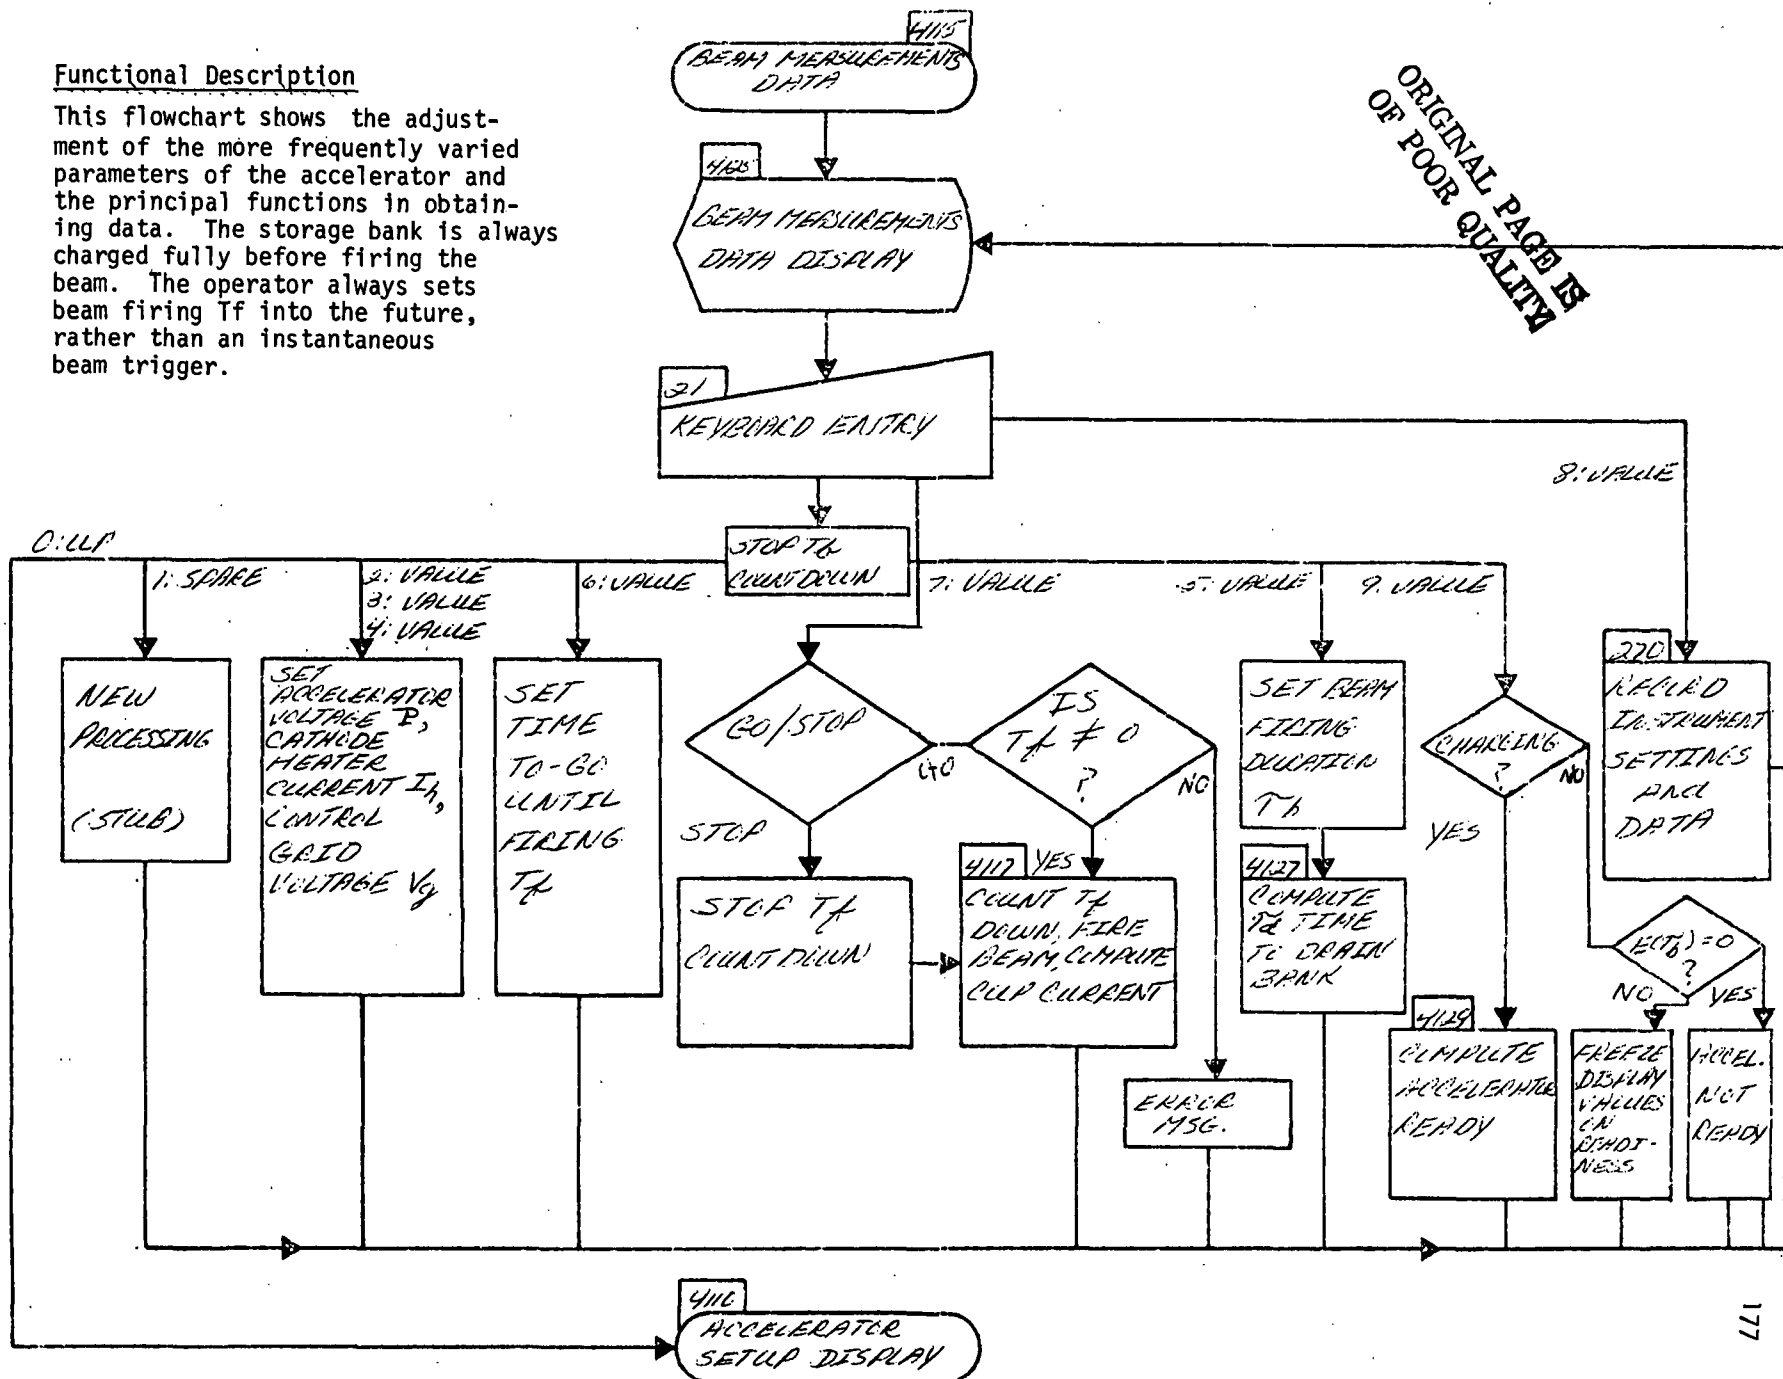 Functional Description
This flowchart shows the adjust-
ment of the more frequently varied
parameters of the accelerator and
the principal functions in obtain-
ing data. The storage bank is always
charged fully before firing the
beam. The operator always sets
beam firing Tf into the future,
rather than an instantaneous
beam trigger.
4115
BEAM MEASUREMENTS
DATA
ORIGINAL PAGE IS
OF POOR QUALITY
BEAM MEASUREMENTS
DATA DISPLAY
21
KEYBOARD ENTRY
8: VALUE
0:
STOP Tf
COUNTDOWN
1: SPARE
2: VALUE
3: VALUE
4: VALUE
6: VALUE
7: VALUE
5: VALUE
9: VALUE
NEW
PROCESSING
(STUB)
SET
ACCELERATOR
VOLTAGE P,
CATHODE
HEATER
CURRENT Ih,
CONTROL
GRID
VOLTAGE Vg
SET
TIME
TO-GO
UNTIL
FIRING
Tf
GO/STOP
GO
STOP
IS
Tf ≠ 0
?
NO
YES
STOP Tf
COUNTDOWN
4117
COUNT Tf
DOWN, FIRE
BEAM, COMPUTE
CUP CURRENT
ERROR
MSG.
SET BEAM
FIRING
DURATION
4127
COMPUTE
Td TIME
TO DRAIN
BANK
CHARGING
?
NO
YES
4129
COMPUTE
ACCELERATOR
READY
220
RECORD
INSTRUMENT
SETTINGS
AND
DATA
= 0
?
NO
YES
FREEZE
DISPLAY
VALUES
ON
READI-
NESS
ACCEL.
NOT
READY
4110
ACCELERATOR
SETUP DISPLAY
177